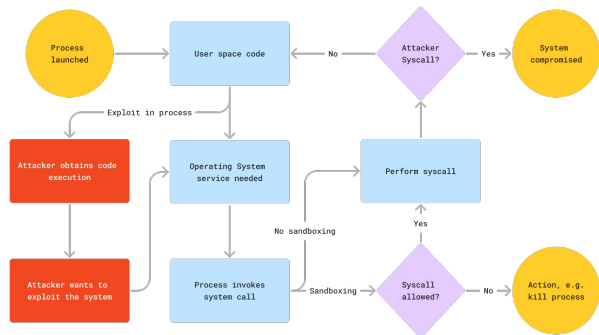 Process
launched
User space code
No
Attacker
Syscall?
Yes
System
compromised
Exploit in process
Attacker obtains code
execution
Operating System
service needed
Perform syscall
No sandboxing
Yes
Attacker wants to
exploit the system
Process invokes
system call
Sandboxing
Syscall
allowed?
No
Action, e.g.
kill process